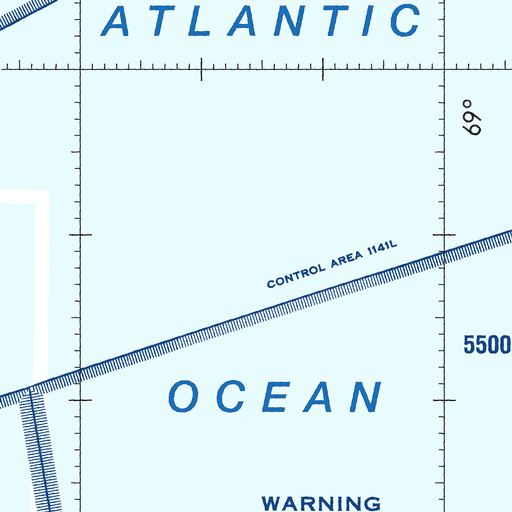 ATLANTIC
69°
CONTROL AREA 1141L
5500
OCEAN
WARNING